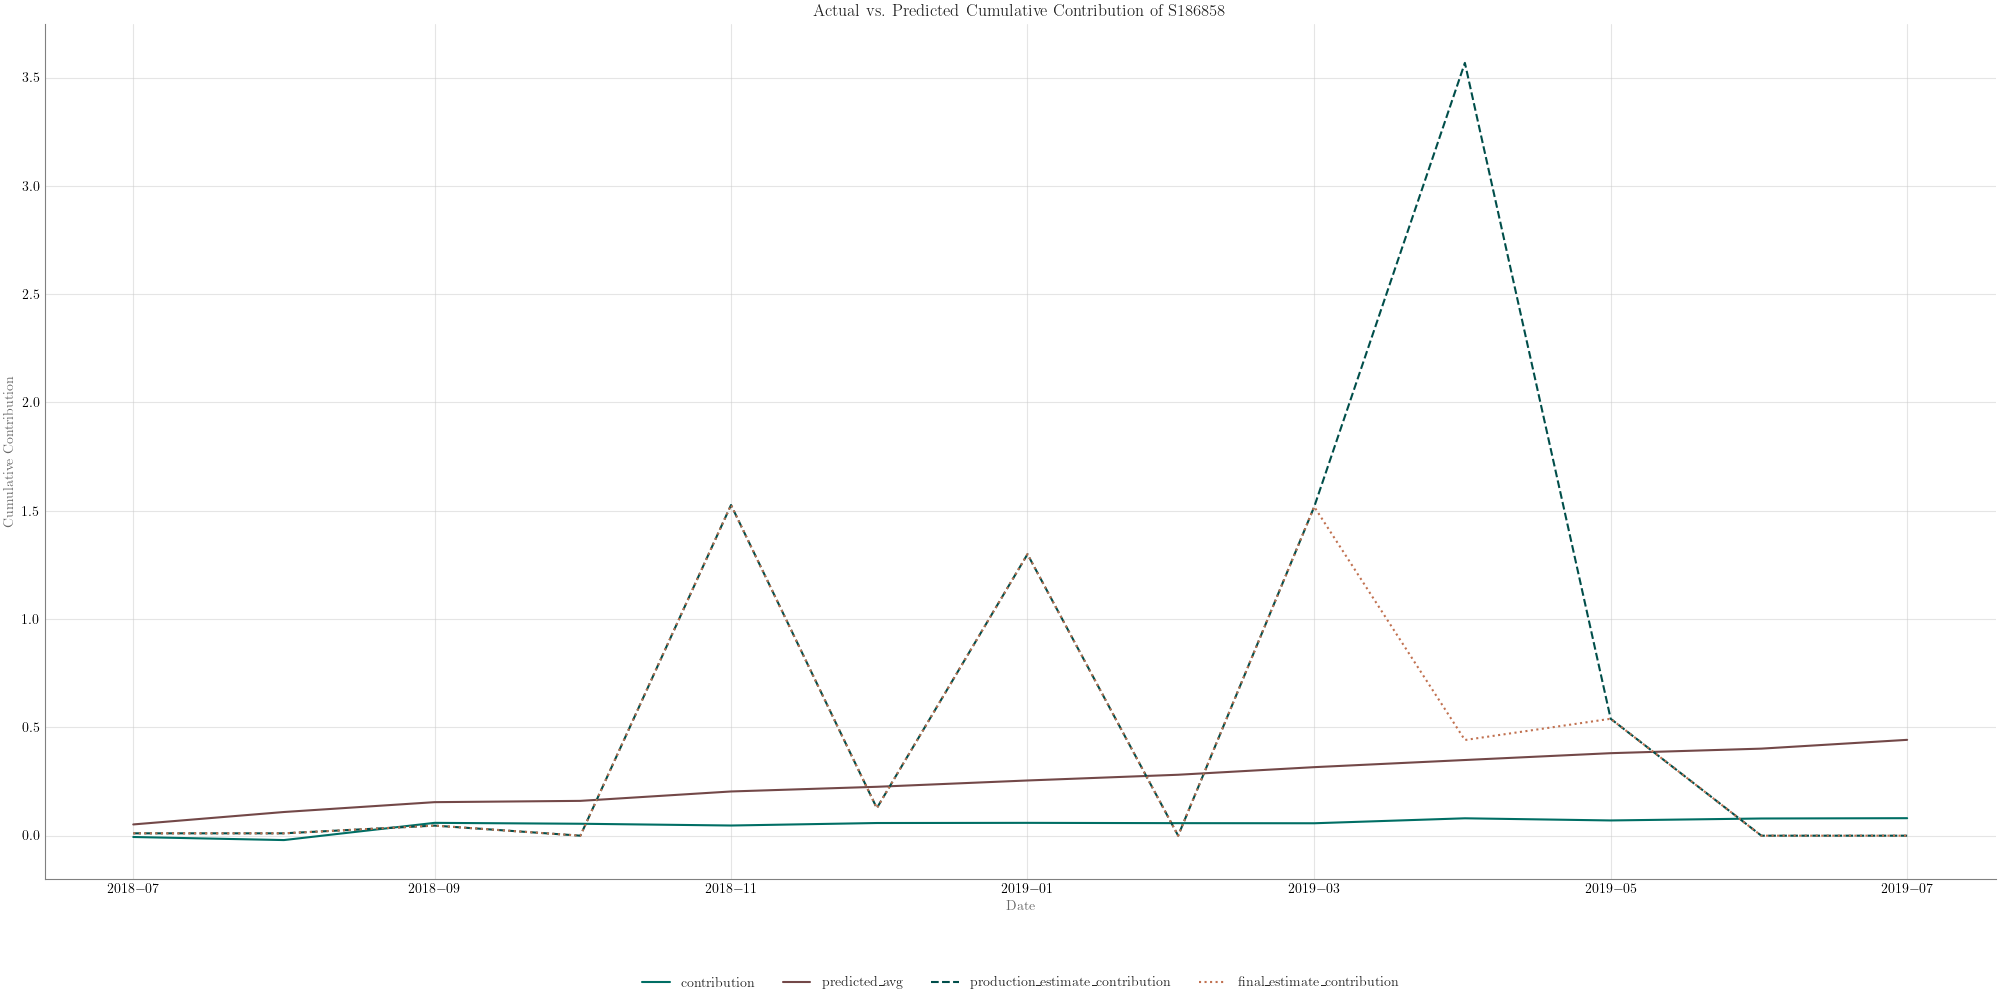 Actual vs. Predicted Cumulative Contribution of S186858
3.5
3.0
2.5
2.0
1.5
1.0
0.5
0.0
Cumulative Contribution
2018−07 2018−09 2018−11 2019−01 2019−03 2019−05 2019−07
Date
contribution predicted_avg production_estimate_contribution final_estimate_contribution